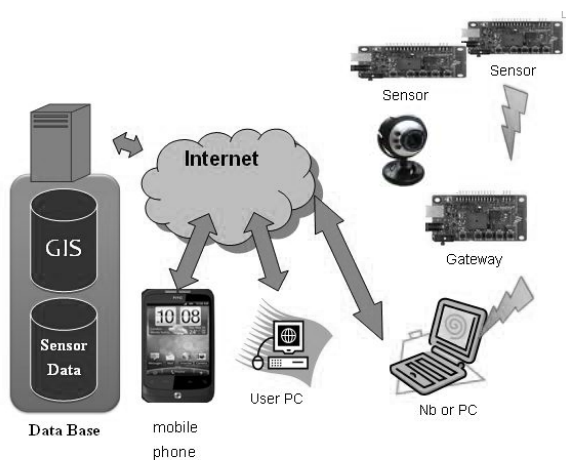 Sensor
Sensor
Internet
GIS
Gateway
10 08
Sensor
Data
User PC
Nb or PC
Data Base
mobile
phone